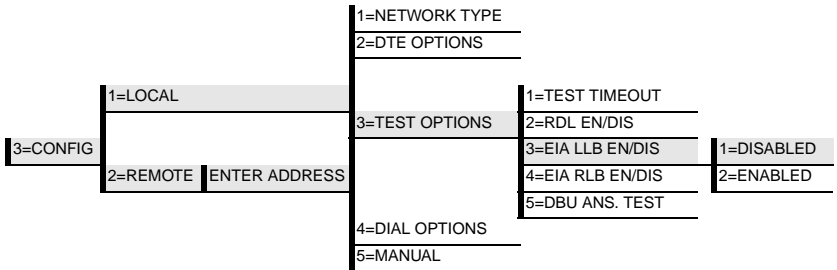 1=NETWORK TYPE
2=DTE OPTIONS
1=LOCAL
1=TEST TIMEOUT
3=TEST OPTIONS
2=RDL EN/DIS
3=CONFIG
3=EIA LLB EN/DIS
1=DISABLED
2=REMOTE
ENTER ADDRESS
4=EIA RLB EN/DIS
2=ENABLED
5=DBU ANS. TEST
4=DIAL OPTIONS
5=MANUAL